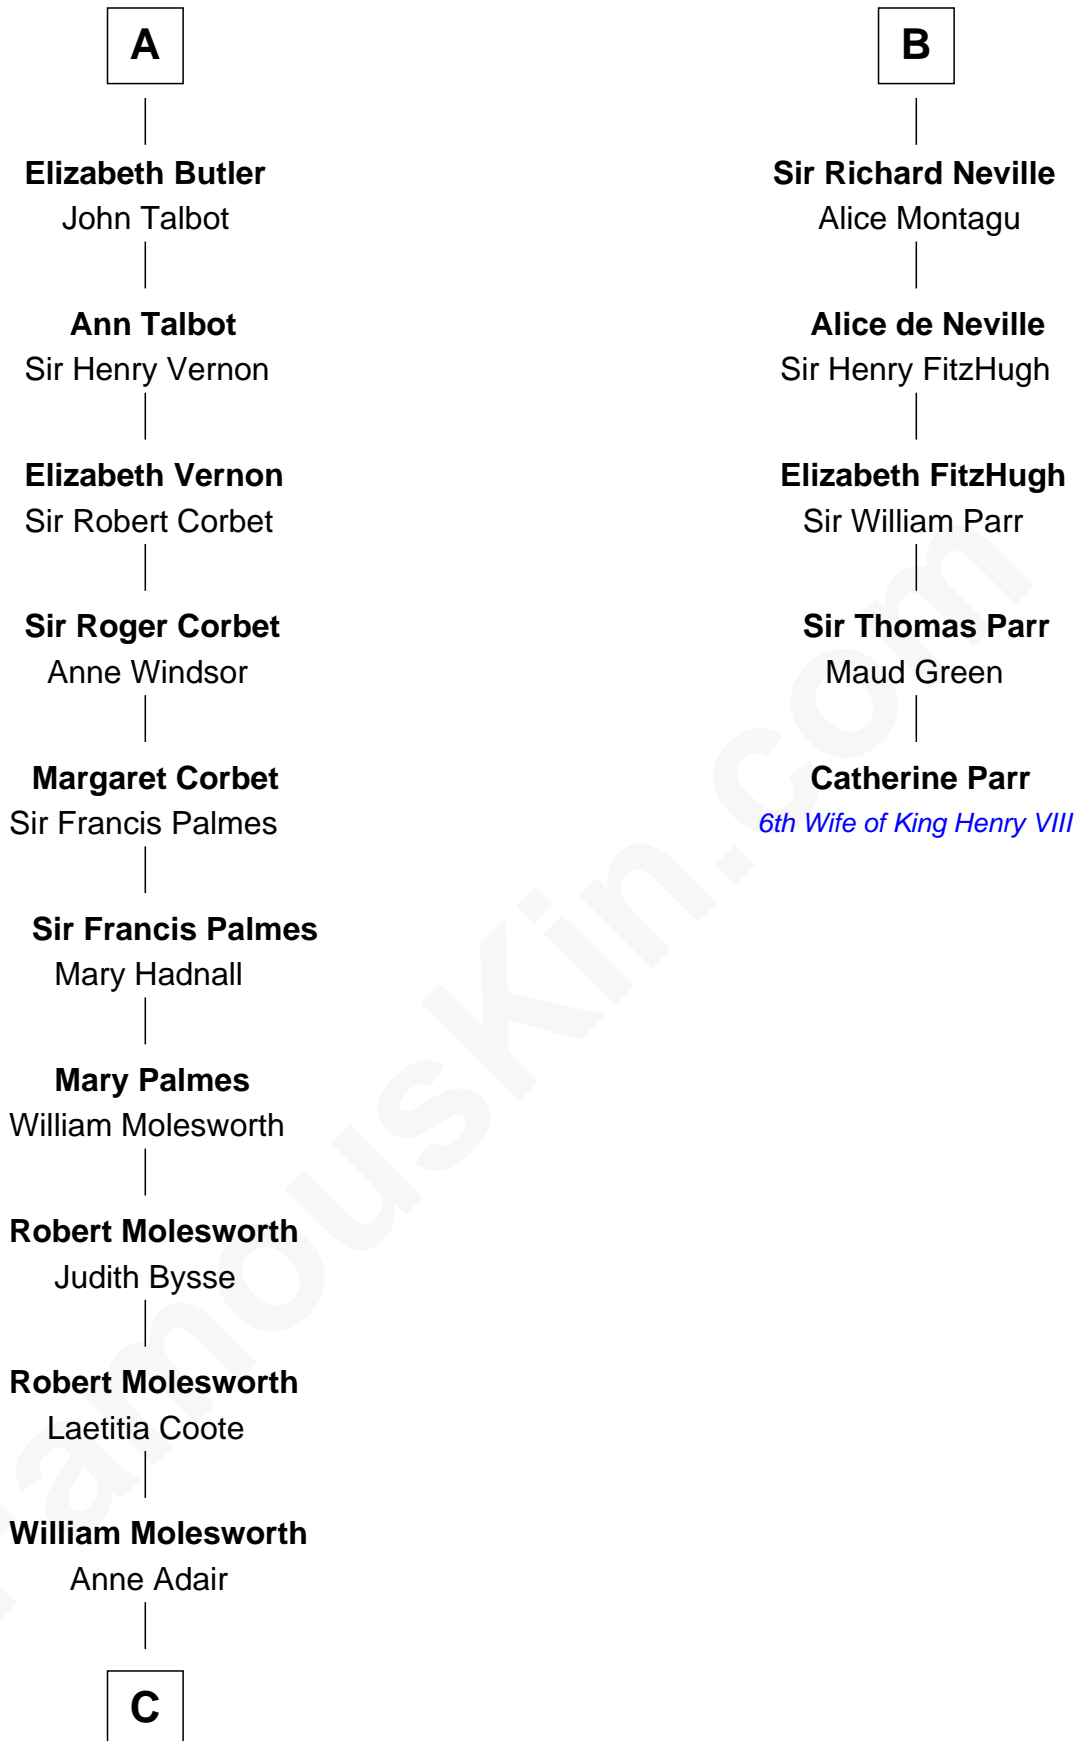 A
Elizabeth Butler
John Talbot
Ann Talbot
Sir Henry Vernon
Elizabeth Vernon
Sir Robert Corbet
Sir Roger Corbet
Anne Windsor
Margaret Corbet
Sir Francis Palmes
Sir Francis Palmes
Mary Hadnall
Mary Palmes
William Molesworth
Robert Molesworth
Judith Bysse
Robert Molesworth
Laetitia Coote
William Molesworth
Anne Adair
C
B
Sir Richard Neville
Alice Montagu
Alice de Neville
Sir Henry FitzHugh
Elizabeth FitzHugh
Sir William Parr
Sir Thomas Parr
Maud Green
Catherine Parr
6th Wife of King Henry VIII
FamousKin.com